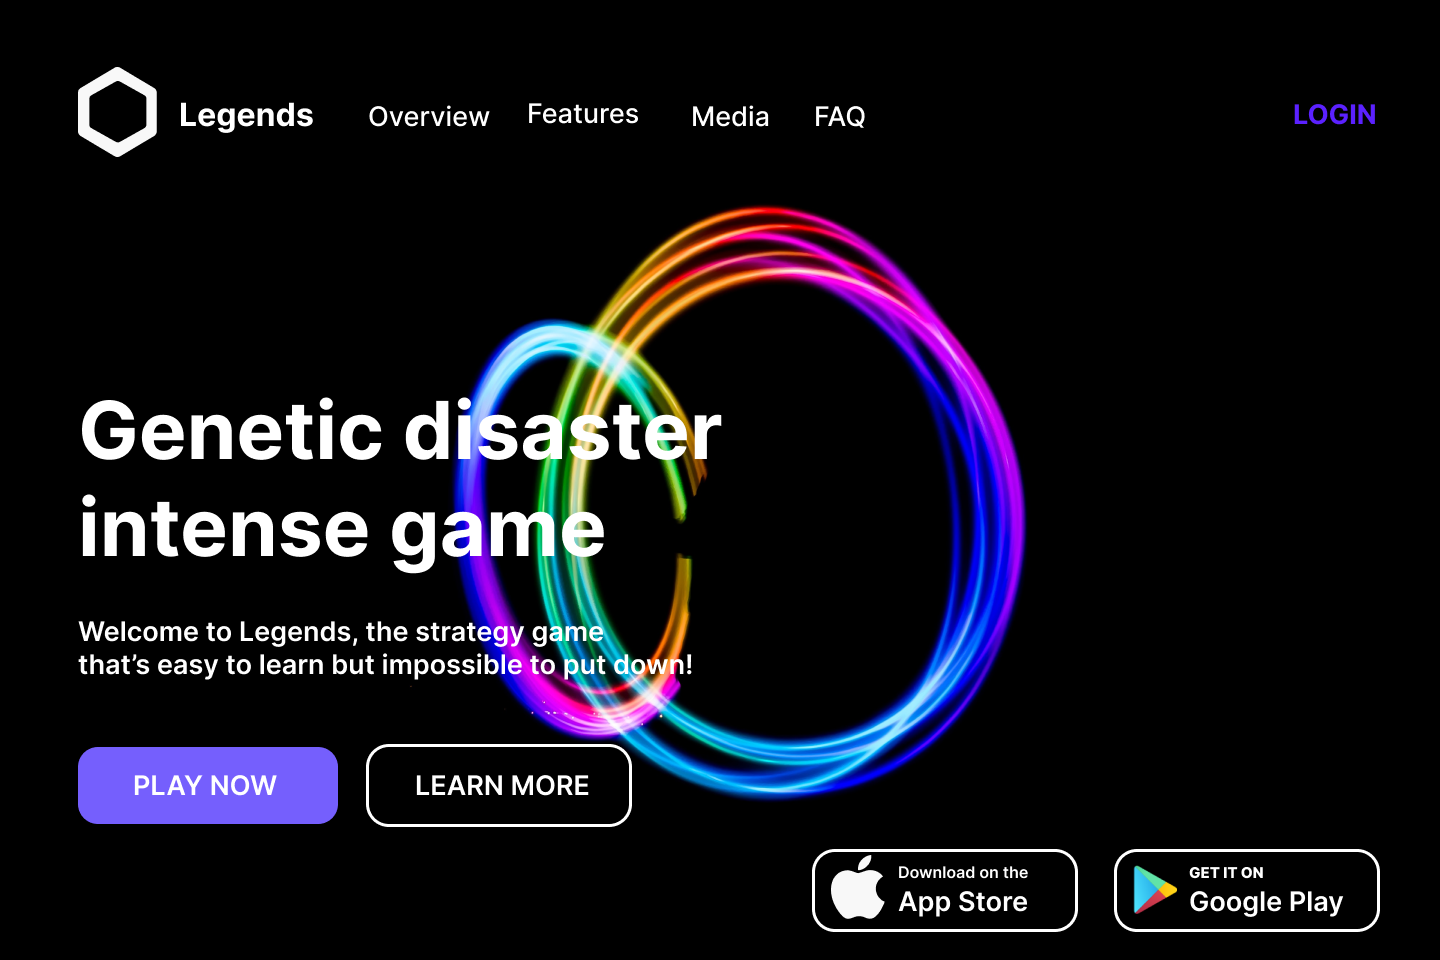 Legends
Overview
Features
Media
FAQ
LOGIN
Genetic disaster
intense game
Welcome to Legends, the strategy game
that’s easy to learn but impossible to put down!
PLAY NOW
LEARN MORE
Download on the
App Store
GET IT ON
Google Play